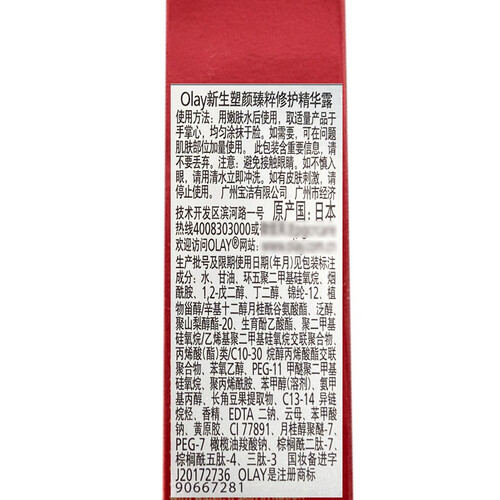 Olay新生塑颜臻粹修护精华露
使用方法：用嫩肤水后使用，取适量产品于
手掌心，均匀涂抹于脸。如需要，可在问题
肌肤部位加量使用。此包装含重要信息，请
不要丢弃。注意：避免接触眼睛。如不慎入
眼，请用清水立即冲洗。如有皮肤刺激，请
停止使用。广州宝洁有限公司 广州市经济
技术开发区滨河路一号 原产国：日本
热线4008303000或
欢迎访问OLAY®网站：
生产批号及限期使用日期（年月）见包装标注
成分：水、甘油、环五聚二甲基硅氧烷、烟
酰胺、1,2-戊二醇、丁二醇、锦纶-12、植
物甾醇/辛基十二醇月桂酰谷氨酸酯、泛醇、
聚山梨醇酯-20、生育酚乙酸酯、聚二甲基
硅氧烷/乙烯基聚二甲基硅氧烷交联聚合物、
丙烯酸(酯)类/C10-30 烷醇丙烯酸酯交联
聚合物、苯氧乙醇、PEG-11 甲醚聚二甲基
硅氧烷、聚丙烯酰胺、苯甲醇(溶剂)、氨甲
基丙醇、长角豆果提取物、C13-14 异链
烷烃、香精、EDTA 二钠、云母、苯甲酸
钠、黄原胶、CI 77891、月桂醇聚醚-7、
PEG-7 橄榄油羧酸钠、棕榈酰二肽-7、
棕榈酰五肽-4、三肽-3 国妆备进字
J20172736 OLAY是注册商标
90667281